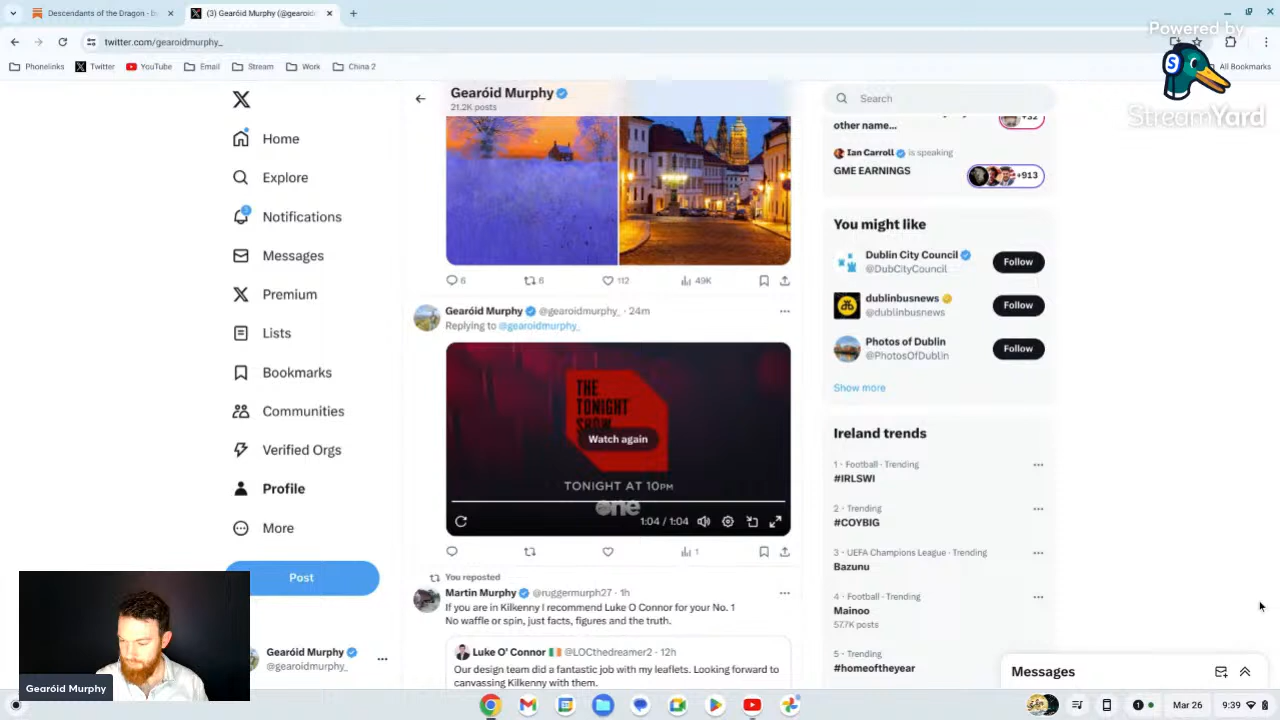 Descendants of the Dragon - B
(3) Gearóid Murphy (@gearoid
twitter.com/gearoidmurphy_
Powered by
StreamYard
Phonelinks
Twitter
YouTube
Email
Stream
Work
China 2
All Bookmarks
Home
Explore
Notifications
Messages
Premium
Lists
Bookmarks
Communities
Verified Orgs
Profile
More
Post
Gearóid Murphy
@gearoidmurphy_
Gearóid Murphy
Gearóid Murphy
21.2K posts
6
6
112
49K
Gearóid Murphy @gearoidmurphy_ · 24m
Replying to @gearoidmurphy_
THE
TONIGHT
SHOW
Watch again
TONIGHT AT 10PM
one
1:04 / 1:04
1
You reposted
Martin Murphy @ruggermurph27 · 1h
If you are in Kilkenny I recommend Luke O Connor for your No. 1
No waffle or spin, just facts, figures and the truth.
Luke O' Connor @LOCthedreamer2 · 12h
Our design team did a fantastic job with my leaflets. Looking forward to
canvassing Kilkenny with them.
Search
other name...
+32
Ian Carroll is speaking
GME EARNINGS
+913
You might like
Dublin City Council
@DubCityCouncil
Follow
dublinbusnews
@dublinbusnews
Follow
Photos of Dublin
@PhotosOfDublin
Follow
Show more
Ireland trends
1 · Football · Trending
#IRLSWI
2 · Trending
#COYBIG
3 · UEFA Champions League · Trending
Bazunu
4 · Football · Trending
Mainoo
57.7K posts
5 · Trending
#homeoftheyear
Messages
Mar 26
9:39